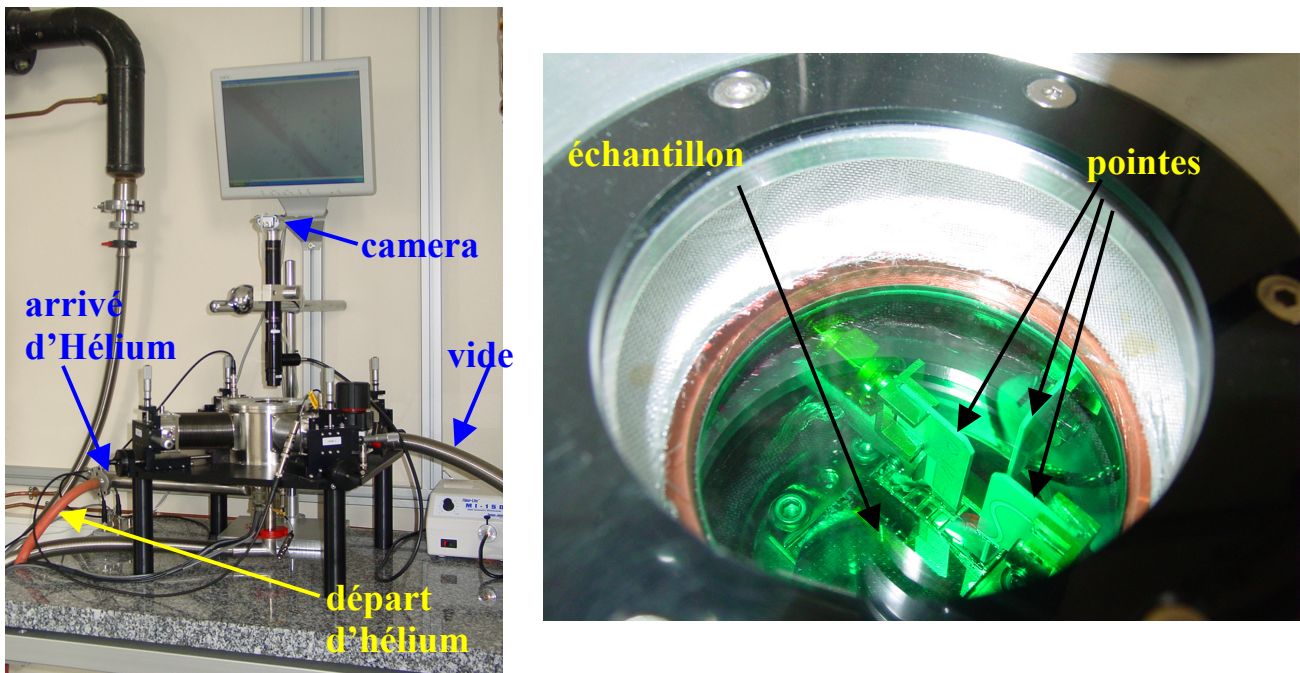 camera
arrivé
d'Hélium
vide
MI-150
départ
d'hélium
échantillon
pointes